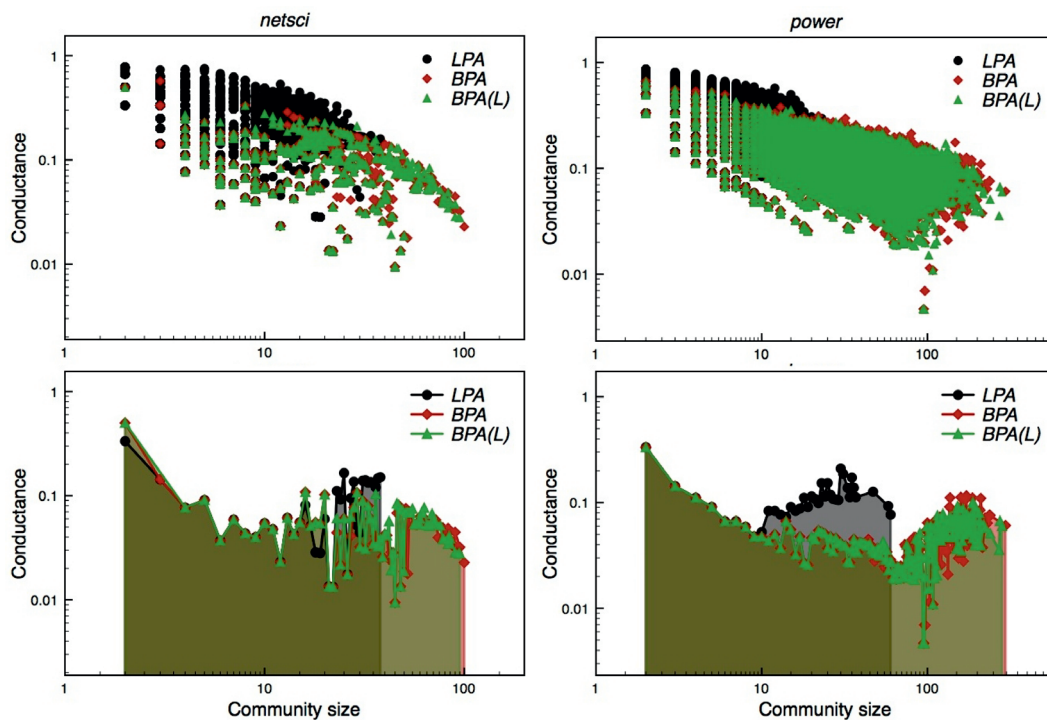 netsci
Conductance
1
0.1
0.01
LPA
BPA
BPA(L)
1
10
100
power
Conductance
1
0.1
0.01
LPA
BPA
BPA(L)
1
10
100
Conductance
1
0.1
0.01
LPA
BPA
BPA(L)
1
10
100
Community size
Conductance
1
0.1
0.01
LPA
BPA
BPA(L)
1
10
100
Community size